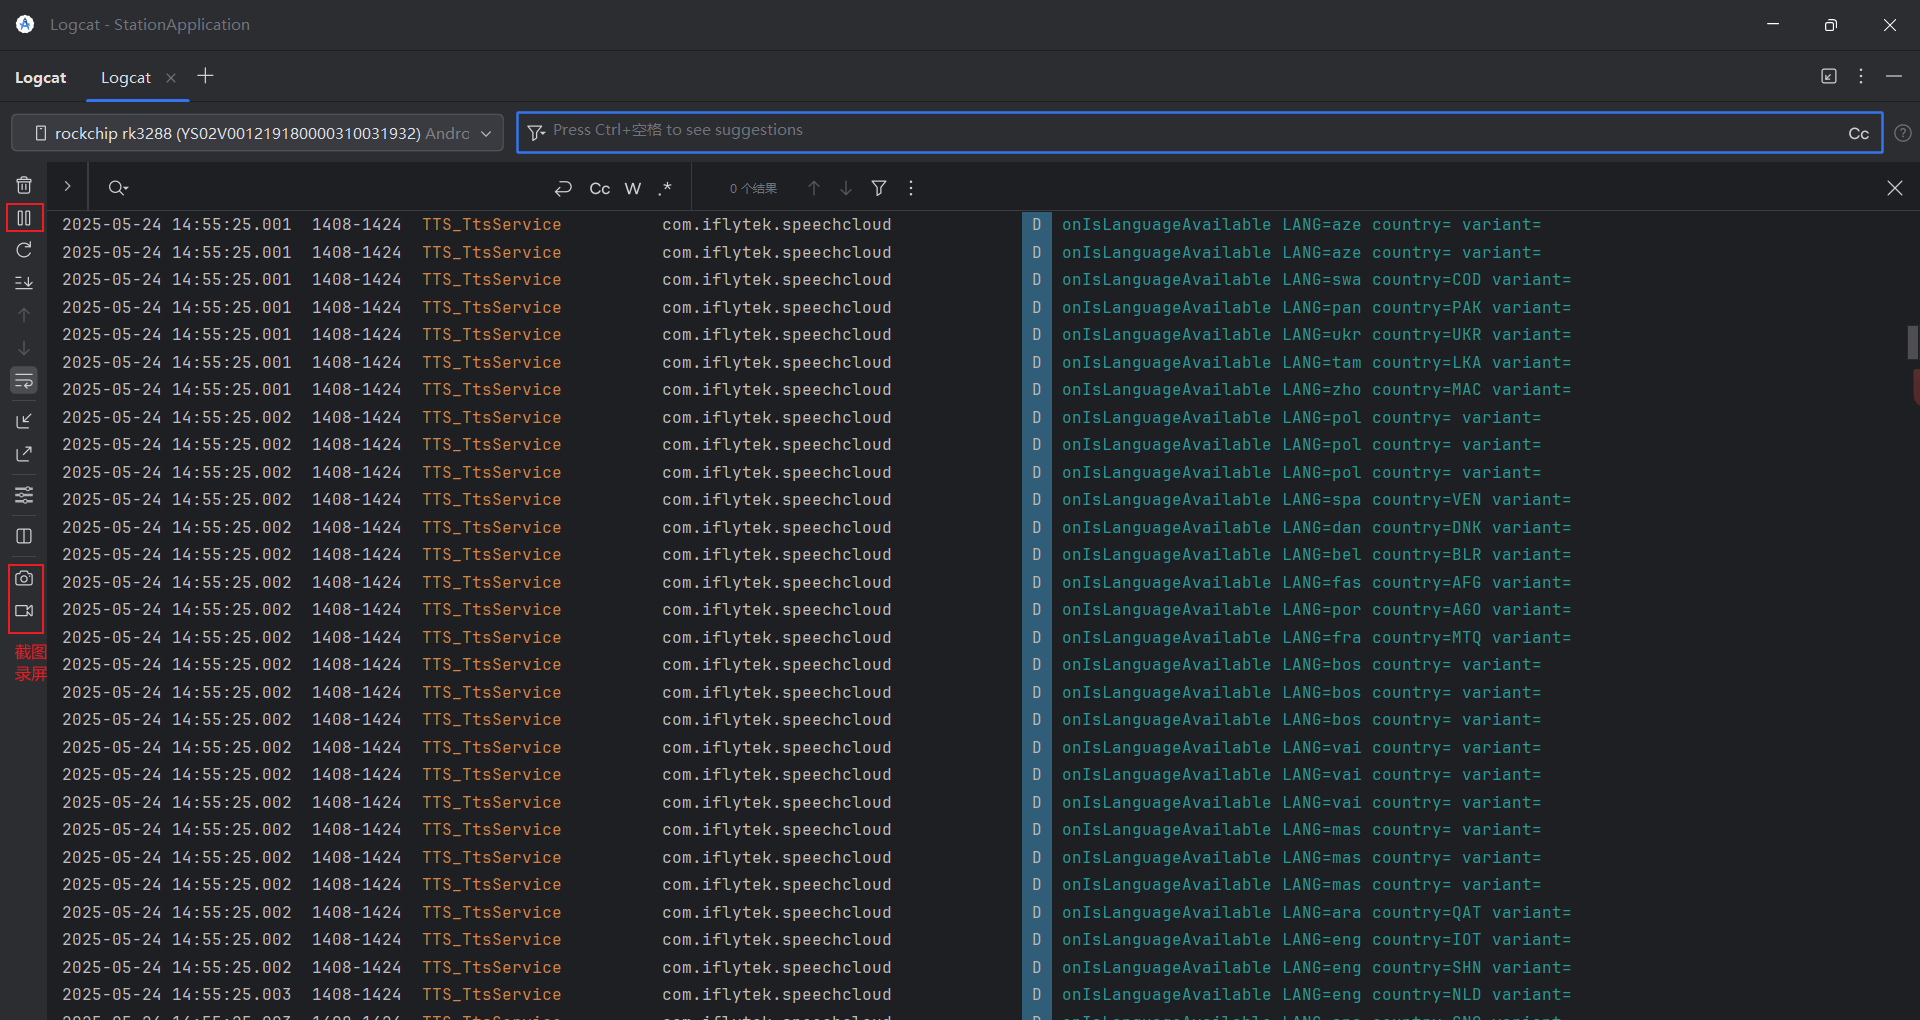 Logcat - StationApplication
Logcat Logcat
rockchip rk3288 (YS02V001219180000310031932) Andro Press Ctrl+空格 to see suggestions Cc ?
Cc W .* 0 个结果
2025-05-24 14:55:25.001 1408-1424 TTS_TtsService com.iflytek.speechcloud D onIsLanguageAvailable LANG=aze country= variant=
2025-05-24 14:55:25.001 1408-1424 TTS_TtsService com.iflytek.speechcloud D onIsLanguageAvailable LANG=aze country= variant=
2025-05-24 14:55:25.001 1408-1424 TTS_TtsService com.iflytek.speechcloud D onIsLanguageAvailable LANG=swa country=COD variant=
2025-05-24 14:55:25.001 1408-1424 TTS_TtsService com.iflytek.speechcloud D onIsLanguageAvailable LANG=pan country=PAK variant=
2025-05-24 14:55:25.001 1408-1424 TTS_TtsService com.iflytek.speechcloud D onIsLanguageAvailable LANG=ukr country=UKR variant=
2025-05-24 14:55:25.001 1408-1424 TTS_TtsService com.iflytek.speechcloud D onIsLanguageAvailable LANG=tam country=LKA variant=
2025-05-24 14:55:25.001 1408-1424 TTS_TtsService com.iflytek.speechcloud D onIsLanguageAvailable LANG=zho country=MAC variant=
2025-05-24 14:55:25.002 1408-1424 TTS_TtsService com.iflytek.speechcloud D onIsLanguageAvailable LANG=pol country= variant=
2025-05-24 14:55:25.002 1408-1424 TTS_TtsService com.iflytek.speechcloud D onIsLanguageAvailable LANG=pol country= variant=
2025-05-24 14:55:25.002 1408-1424 TTS_TtsService com.iflytek.speechcloud D onIsLanguageAvailable LANG=pol country= variant=
2025-05-24 14:55:25.002 1408-1424 TTS_TtsService com.iflytek.speechcloud D onIsLanguageAvailable LANG=spa country=VEN variant=
2025-05-24 14:55:25.002 1408-1424 TTS_TtsService com.iflytek.speechcloud D onIsLanguageAvailable LANG=dan country=DNK variant=
2025-05-24 14:55:25.002 1408-1424 TTS_TtsService com.iflytek.speechcloud D onIsLanguageAvailable LANG=bel country=BLR variant=
2025-05-24 14:55:25.002 1408-1424 TTS_TtsService com.iflytek.speechcloud D onIsLanguageAvailable LANG=fas country=AFG variant=
2025-05-24 14:55:25.002 1408-1424 TTS_TtsService com.iflytek.speechcloud D onIsLanguageAvailable LANG=por country=AGO variant=
2025-05-24 14:55:25.002 1408-1424 TTS_TtsService com.iflytek.speechcloud D onIsLanguageAvailable LANG=fra country=MTQ variant=
截图
2025-05-24 14:55:25.002 1408-1424 TTS_TtsService com.iflytek.speechcloud D onIsLanguageAvailable LANG=bos country= variant=
录屏
2025-05-24 14:55:25.002 1408-1424 TTS_TtsService com.iflytek.speechcloud D onIsLanguageAvailable LANG=bos country= variant=
2025-05-24 14:55:25.002 1408-1424 TTS_TtsService com.iflytek.speechcloud D onIsLanguageAvailable LANG=bos country= variant=
2025-05-24 14:55:25.002 1408-1424 TTS_TtsService com.iflytek.speechcloud D onIsLanguageAvailable LANG=vai country= variant=
2025-05-24 14:55:25.002 1408-1424 TTS_TtsService com.iflytek.speechcloud D onIsLanguageAvailable LANG=vai country= variant=
2025-05-24 14:55:25.002 1408-1424 TTS_TtsService com.iflytek.speechcloud D onIsLanguageAvailable LANG=vai country= variant=
2025-05-24 14:55:25.002 1408-1424 TTS_TtsService com.iflytek.speechcloud D onIsLanguageAvailable LANG=mas country= variant=
2025-05-24 14:55:25.002 1408-1424 TTS_TtsService com.iflytek.speechcloud D onIsLanguageAvailable LANG=mas country= variant=
2025-05-24 14:55:25.002 1408-1424 TTS_TtsService com.iflytek.speechcloud D onIsLanguageAvailable LANG=mas country= variant=
2025-05-24 14:55:25.002 1408-1424 TTS_TtsService com.iflytek.speechcloud D onIsLanguageAvailable LANG=ara country=QAT variant=
2025-05-24 14:55:25.002 1408-1424 TTS_TtsService com.iflytek.speechcloud D onIsLanguageAvailable LANG=eng country=IOT variant=
2025-05-24 14:55:25.002 1408-1424 TTS_TtsService com.iflytek.speechcloud D onIsLanguageAvailable LANG=eng country=SHN variant=
2025-05-24 14:55:25.003 1408-1424 TTS_TtsService com.iflytek.speechcloud D onIsLanguageAvailable LANG=eng country=NLD variant=